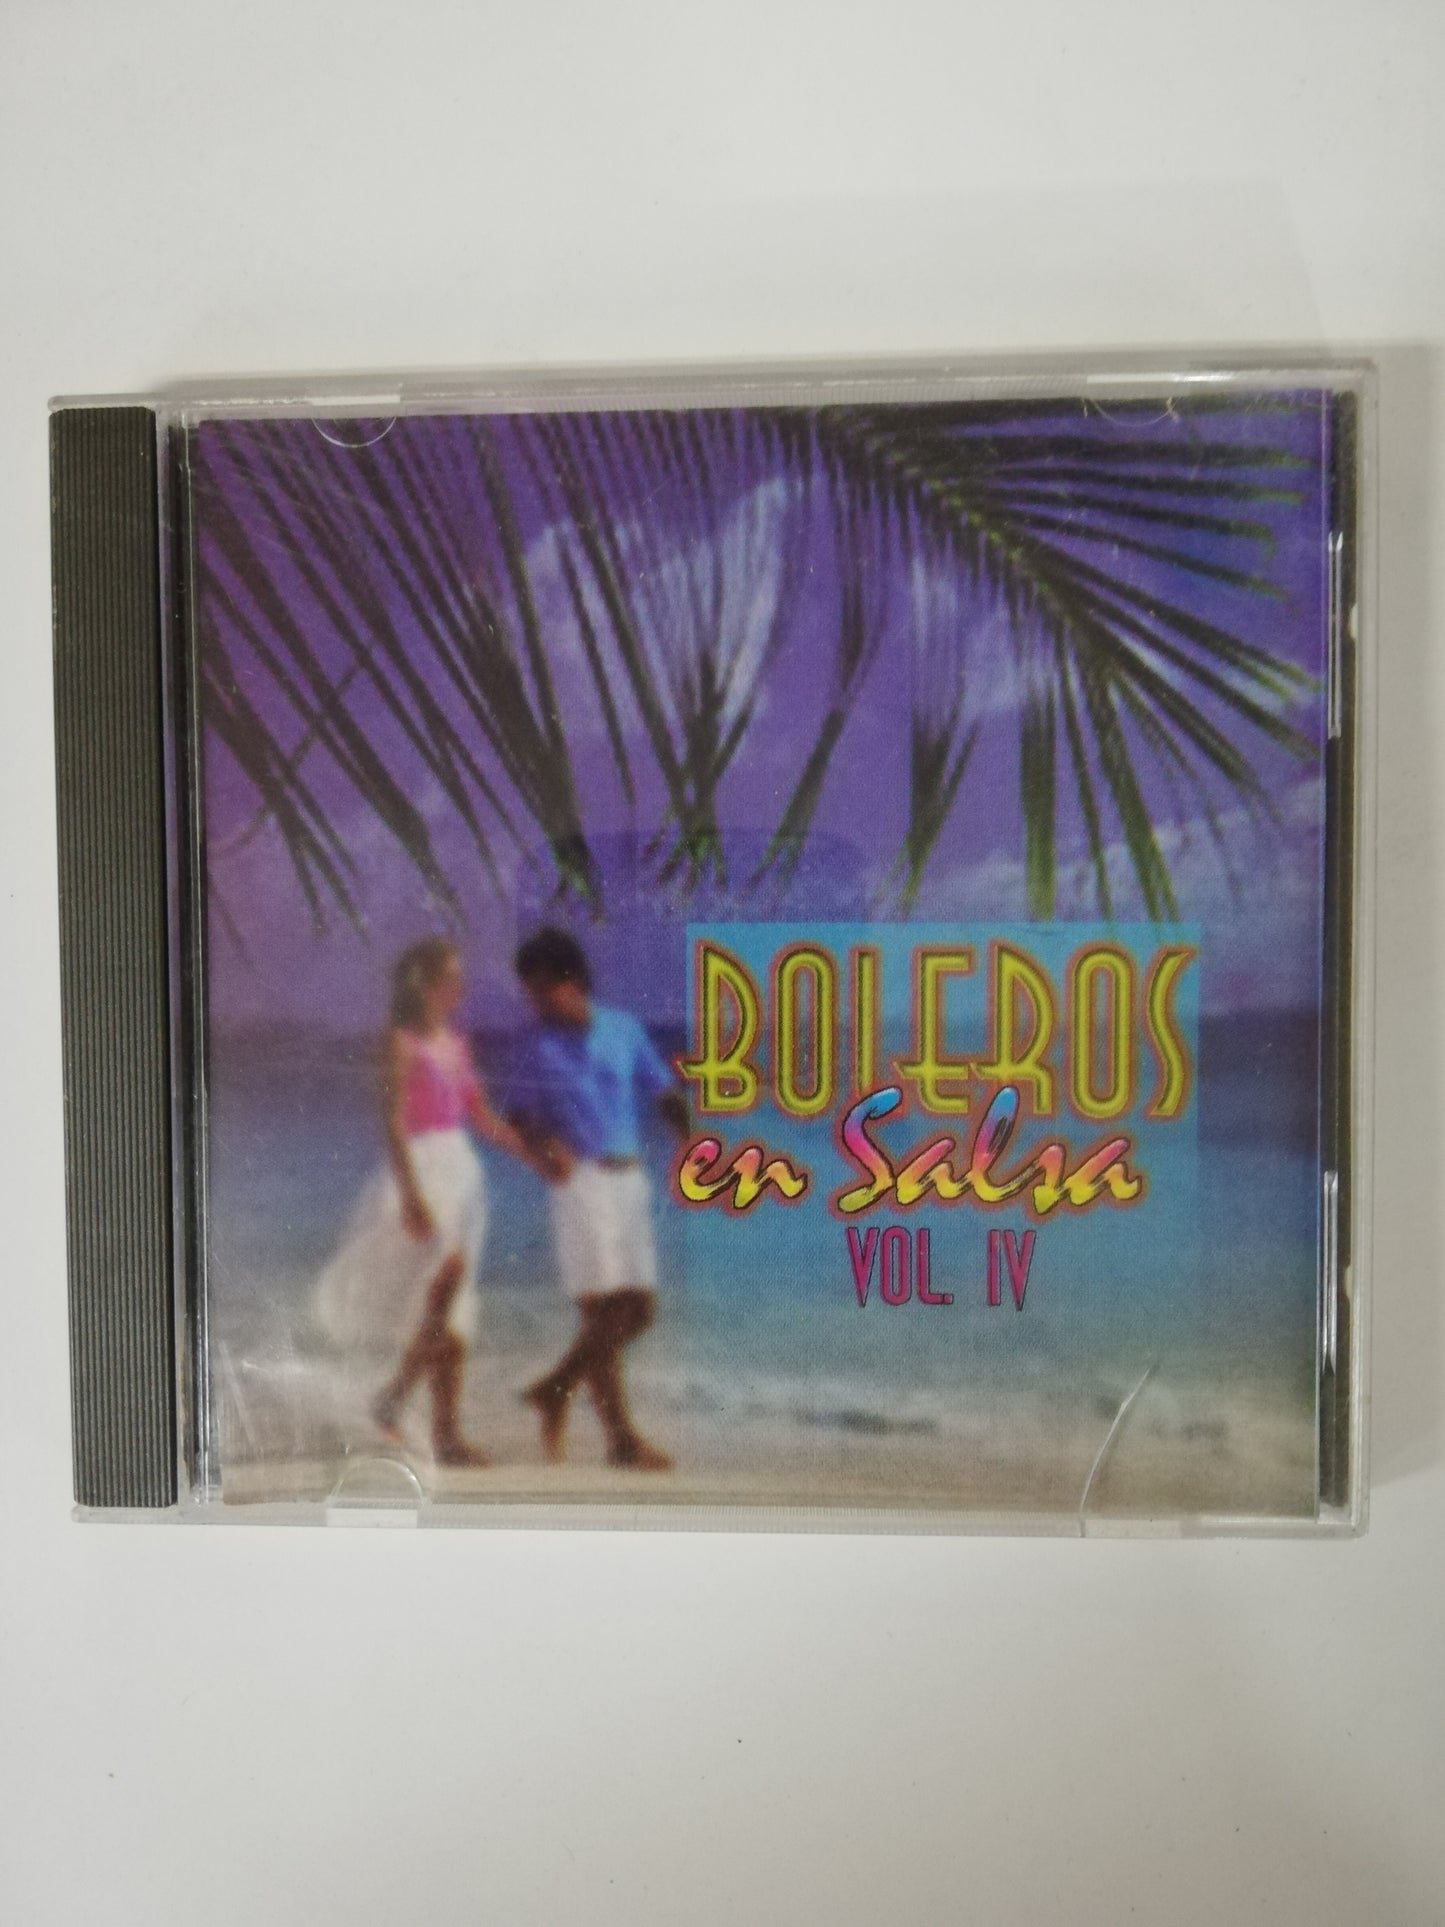 BOLEROS
en Salsa
VOL. IV